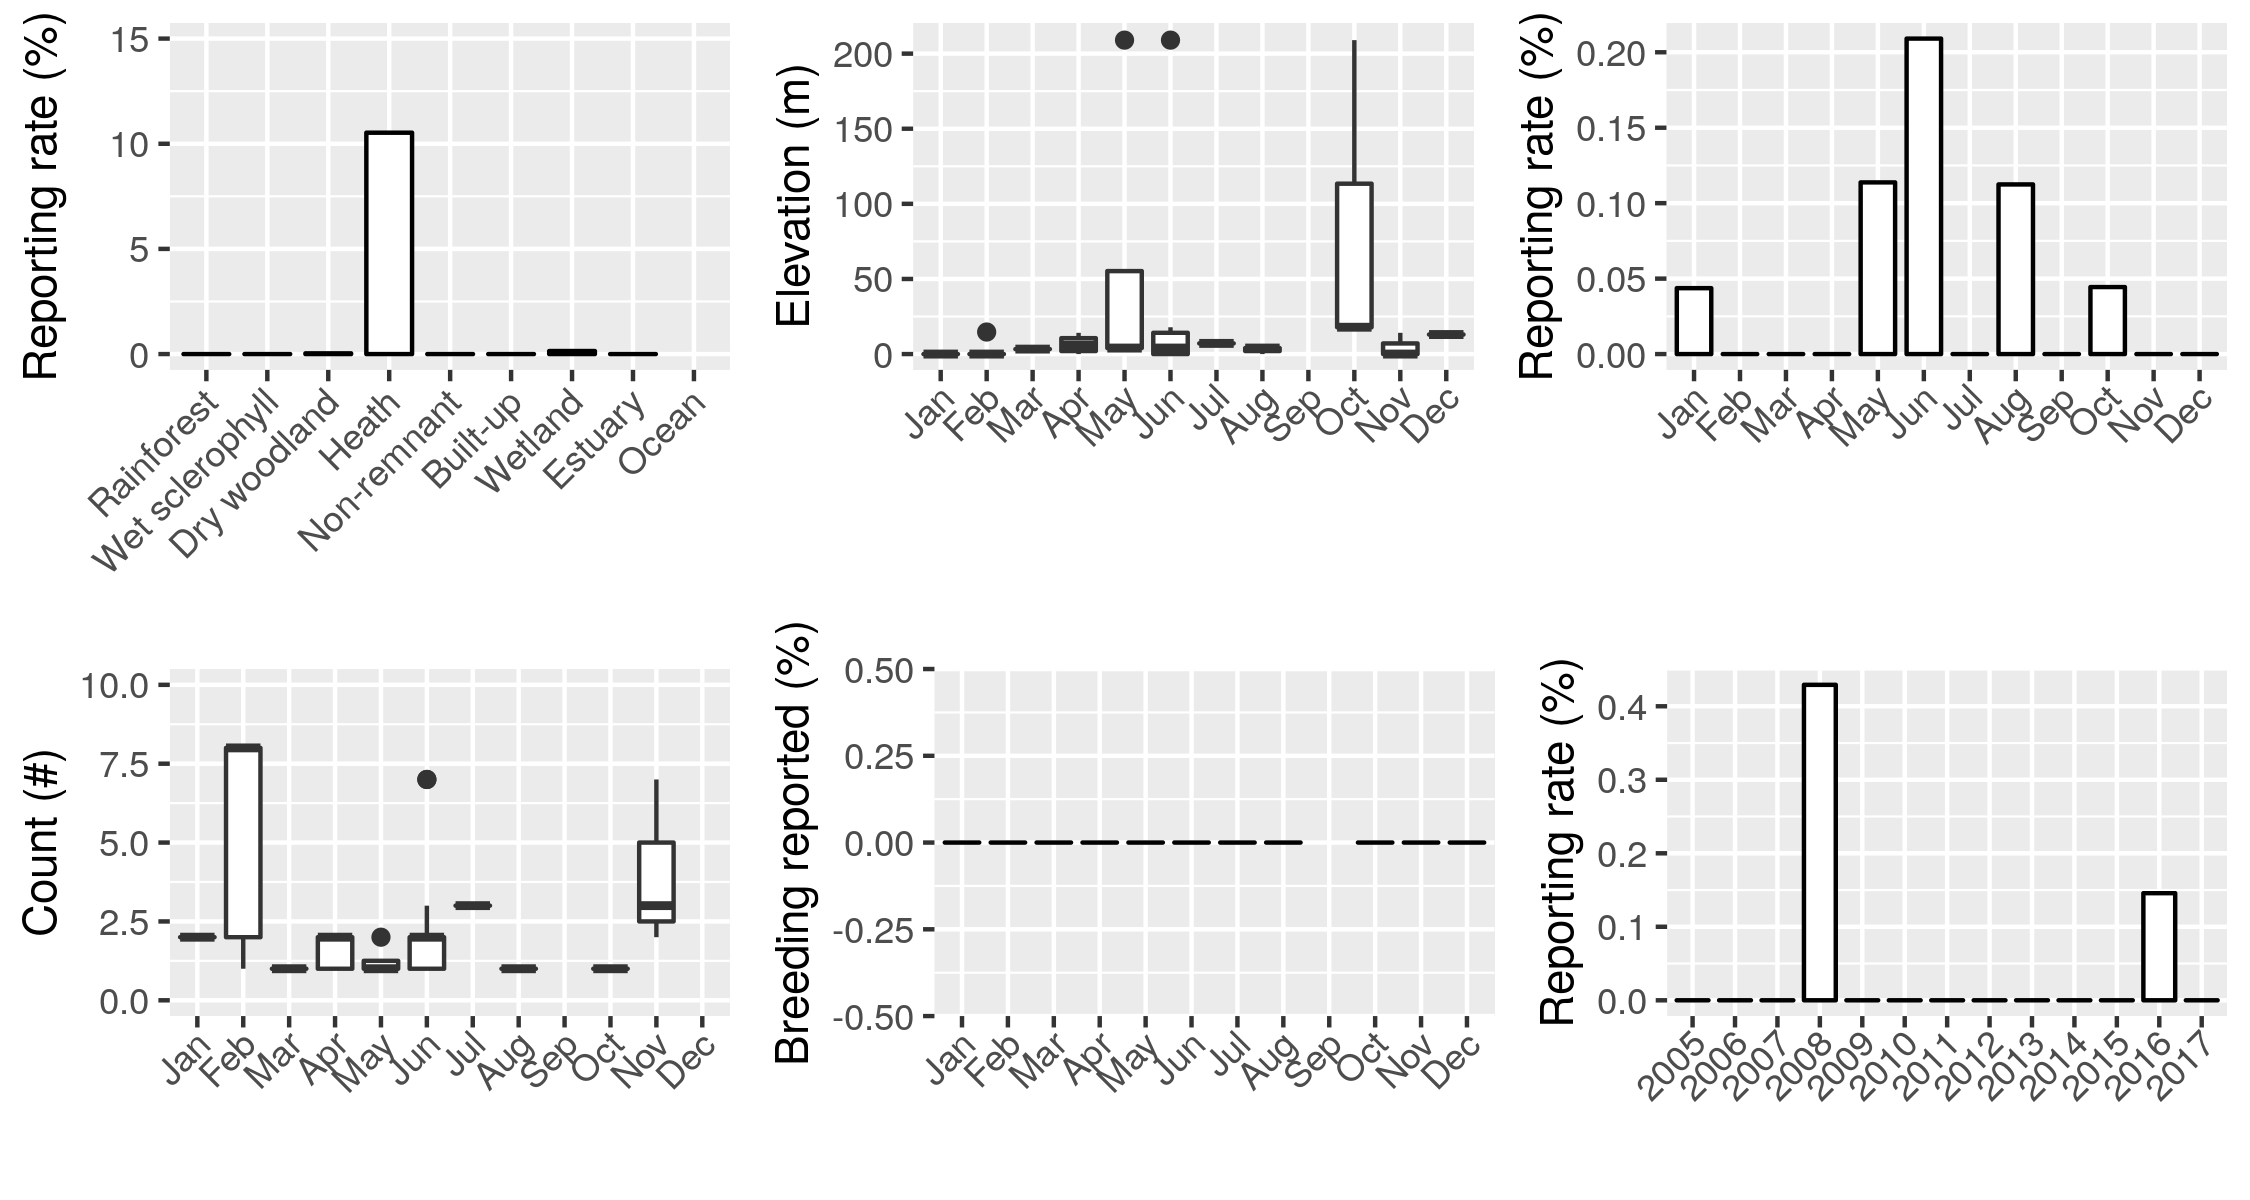 Reporting rate (%)
15
10
5
0
Rainforest
Wet sclerophyll
Dry woodland
Heath
Non-remnant
Built-up
Wetland
Estuary
Ocean
Elevation (m)
200
150
100
50
0
Jan
Feb
Mar
Apr
May
Jun
Jul
Aug
Sep
Oct
Nov
Dec
Reporting rate (%)
0.20
0.15
0.10
0.05
0.00
Jan
Feb
Mar
Apr
May
Jun
Jul
Aug
Sep
Oct
Nov
Dec
Count (#)
10.0
7.5
5.0
2.5
0.0
Jan
Feb
Mar
Apr
May
Jun
Jul
Aug
Sep
Oct
Nov
Dec
Breeding reported (%)
0.50
0.25
0.00
-0.25
-0.50
Jan
Feb
Mar
Apr
May
Jun
Jul
Aug
Sep
Oct
Nov
Dec
Reporting rate (%)
0.4
0.3
0.2
0.1
0.0
2005
2006
2007
2008
2009
2010
2011
2012
2013
2014
2015
2016
2017